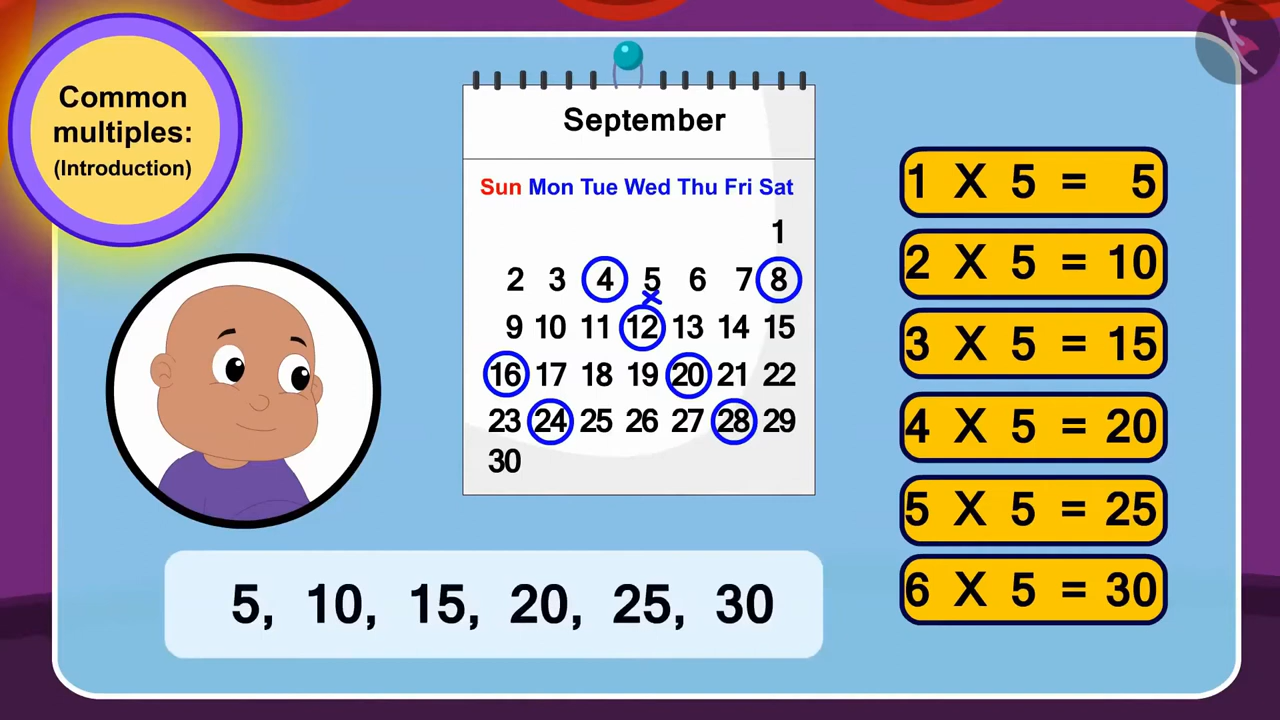 Common
multiples:
(Introduction)
September
Sun Mon Tue Wed Thu Fri Sat
1
2 3 4 5 6 7 8
9 10 11 12 13 14 15
16 17 18 19 20 21 22
23 24 25 26 27 28 29
30
1 X 5 = 5
2 X 5 = 10
3 X 5 = 15
4 X 5 = 20
5 X 5 = 25
6 X 5 = 30
5, 10, 15, 20, 25, 30